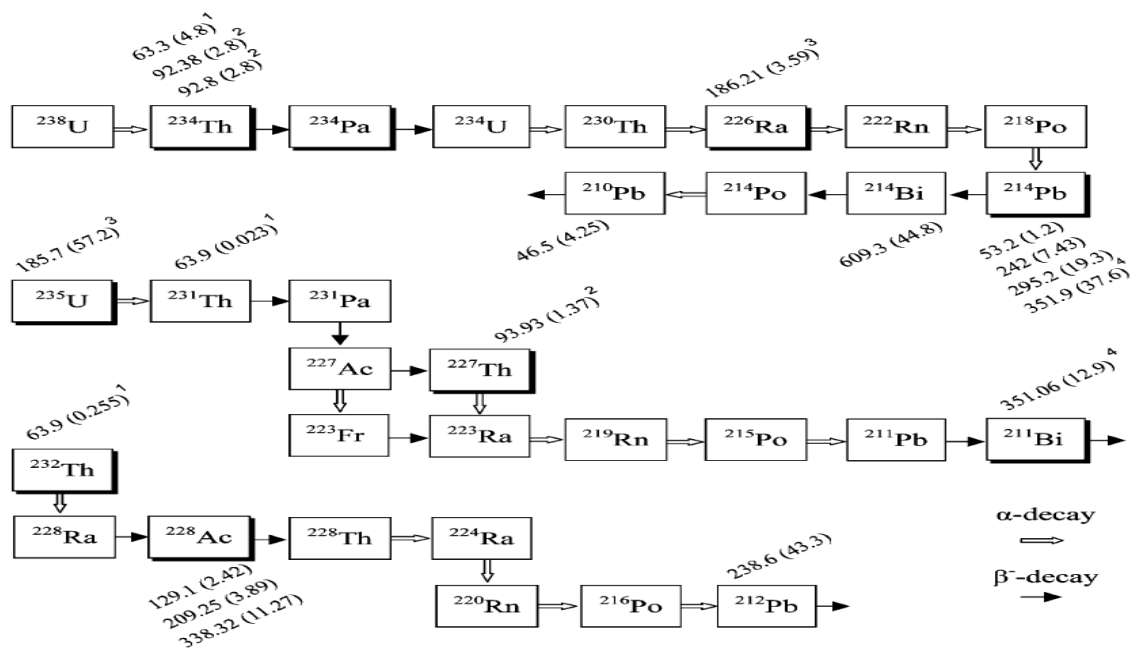 63.3 (4.8)¹
92.38 (2.8)²
92.8 (2.8)²
186.21 (3.59)³
²³⁸U ²³⁴Th ²³⁴Pa ²³⁴U ²³⁰Th ²²⁶Ra ²²²Rn ²¹⁸Po
²¹⁰Pb ²¹⁴Po ²¹⁴Bi ²¹⁴Pb
46.5 (4.25)
609.3 (44.8)
53.2 (1.2)
242 (7.43)
295.2 (19.3)
351.9 (37.6)⁴
185.7 (57.2)³
63.9 (0.023)¹
²³⁵U ²³¹Th ²³¹Pa
93.93 (1.37)²
²²⁷Ac ²²⁷Th
351.06 (12.9)⁴
²²³Fr ²²³Ra ²¹⁹Rn ²¹⁵Po ²¹¹Pb ²¹¹Bi
63.9 (0.255)¹
²³²Th
²²⁸Ra ²²⁸Ac ²²⁸Th ²²⁴Ra
129.1 (2.42)
209.25 (3.89)
338.32 (11.27)
238.6 (43.3)
²²⁰Rn ²¹⁶Po ²¹²Pb
α-decay
β⁻-decay